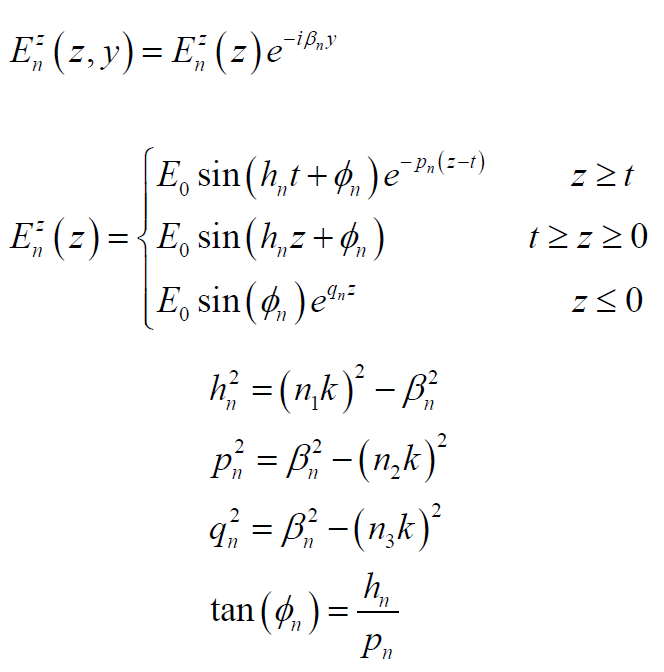 E_n^z(z, y) = E_n^z(z)e^{-iβ_n y}
E_n^z(z) = { E_0 sin(h_n t + ϕ_n)e^{-p_n(z-t)} z ≥ t
E_0 sin(h_n z + ϕ_n) t ≥ z ≥ 0
E_0 sin(ϕ_n)e^{q_n z} z ≤ 0
h_n^2 = (n_1 k)^2 − β_n^2
p_n^2 = β_n^2 − (n_2 k)^2
q_n^2 = β_n^2 − (n_3 k)^2
tan(ϕ_n) = h_n / p_n